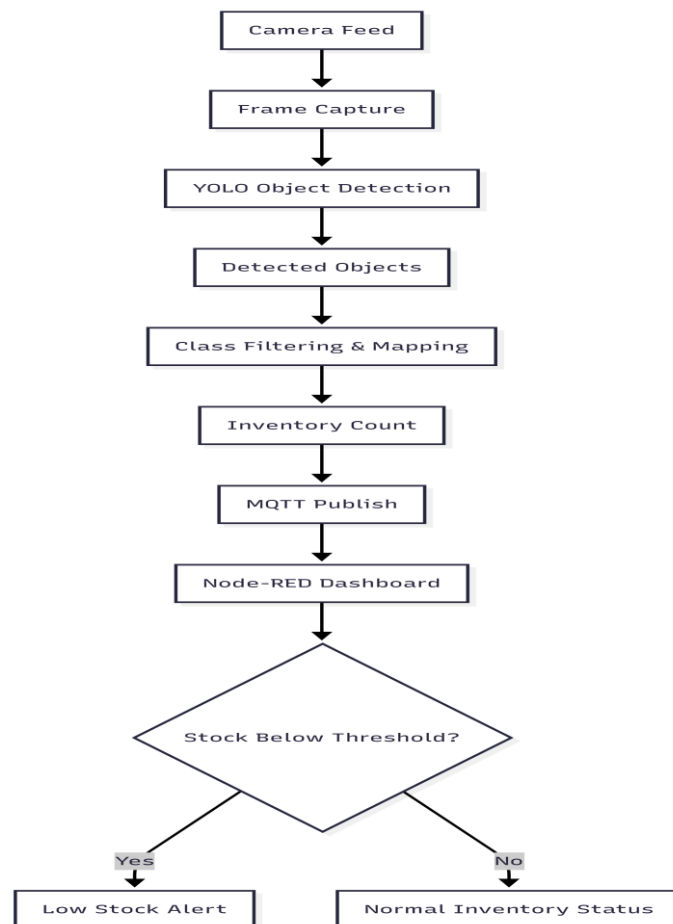 Camera Feed
Frame Capture
YOLO Object Detection
Detected Objects
Class Filtering & Mapping
Inventory Count
MQTT Publish
Node-RED Dashboard
Stock Below Threshold?
Yes
No
Low Stock Alert
Normal Inventory Status